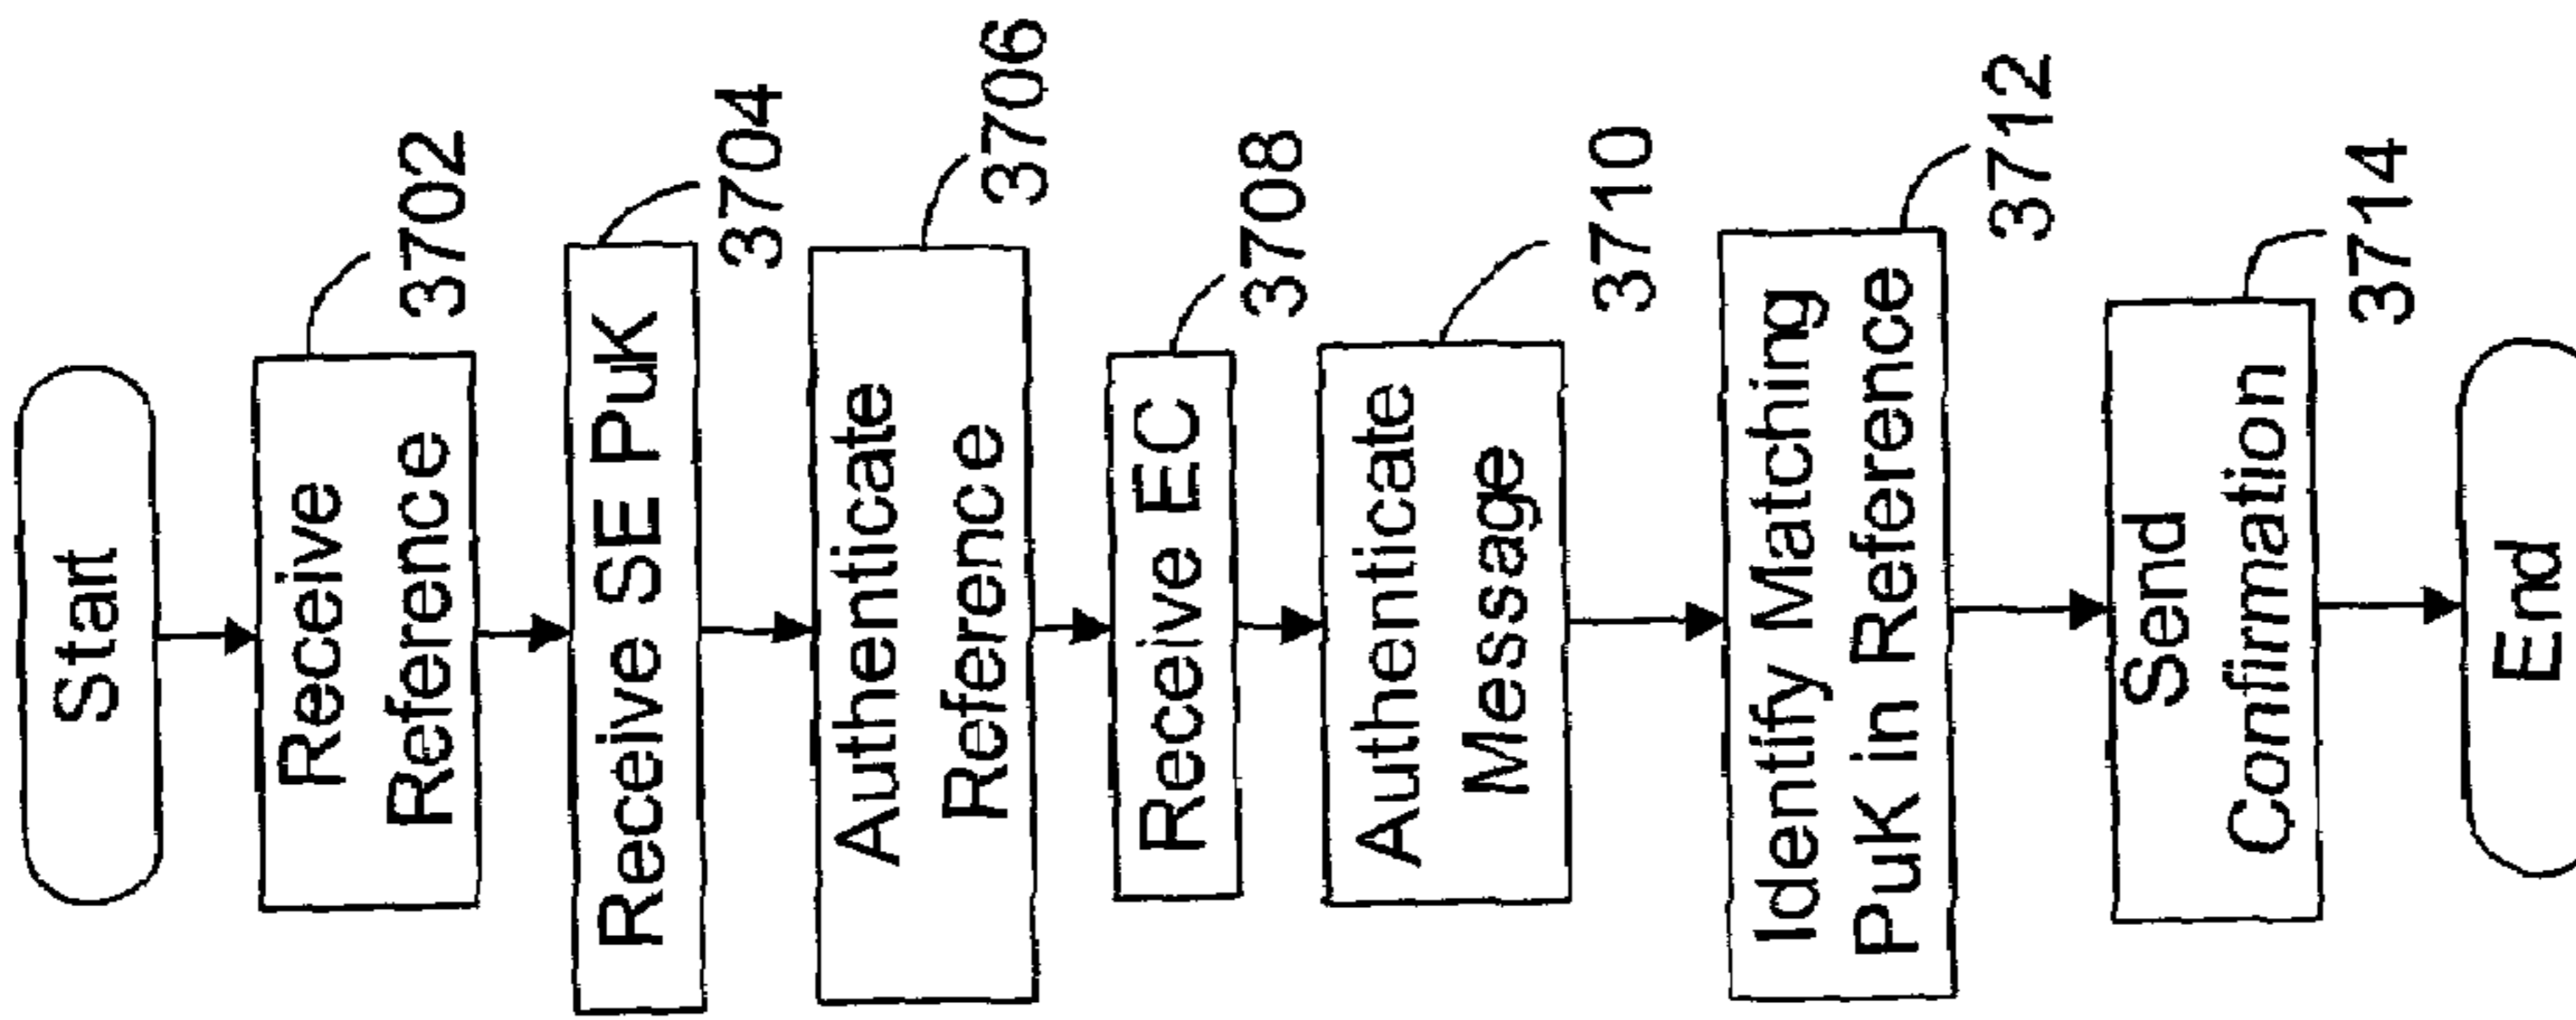 Start
Receive
Reference
3702
Receive SE PuK
3704
Authenticate
Reference
3706
Receive EC
3708
Authenticate
Message
3710
Identify Matching
PuK in Reference
3712
Send
Confirmation
3714
End